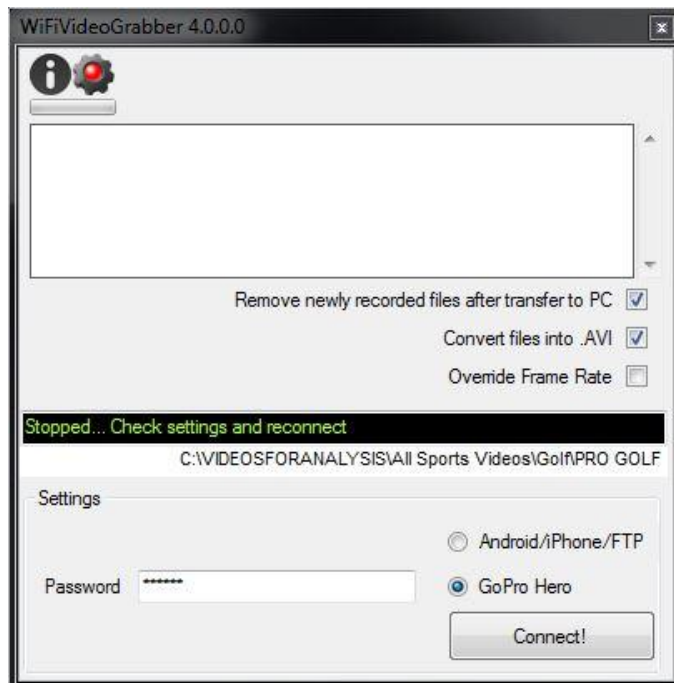 WiFiVideoGrabber 4.0.0.0
Remove newly recorded files after transfer to PC
Convert files into .AVI
Override Frame Rate
Stopped... Check settings and reconnect
C:\VIDEOSFORANALYSIS\All Sports Videos\Golf\PRO GOLF
Settings
Android/iPhone/FTP
Password ******
GoPro Hero
Connect!